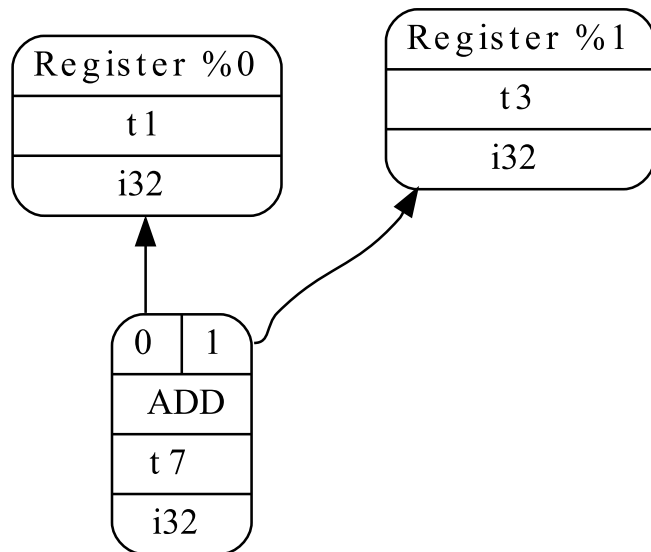 Register %0
t1
i32
Register %1
t3
i32
0 1
ADD
t7
i32